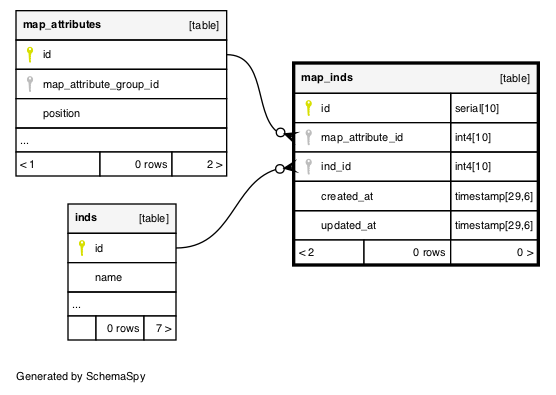 map_attributes [table]
id
map_attribute_group_id
position
...
< 1 0 rows 2 >
map_inds [table]
id serial[10]
map_attribute_id int4[10]
ind_id int4[10]
created_at timestamp[29,6]
updated_at timestamp[29,6]
< 2 0 rows 0 >
inds [table]
id
name
...
0 rows 7 >
Generated by SchemaSpy